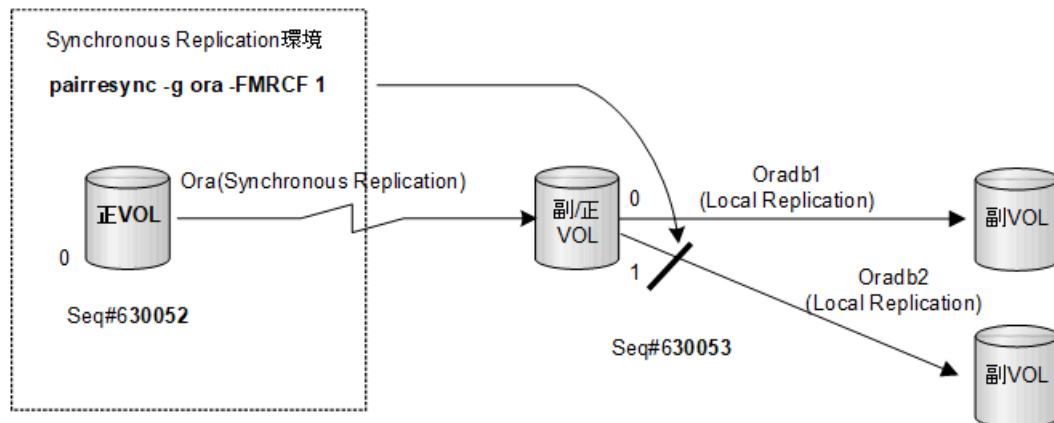 Synchronous Replication環境
pairresync -g ora -FMRCF 1
Ora(Synchronous Replication)
正VOL
0
Seq#630052
副/正
VOL
0
1
Seq#630053
Oradb1
(Local Replication)
副VOL
Oradb2
(Local Replication)
副VOL